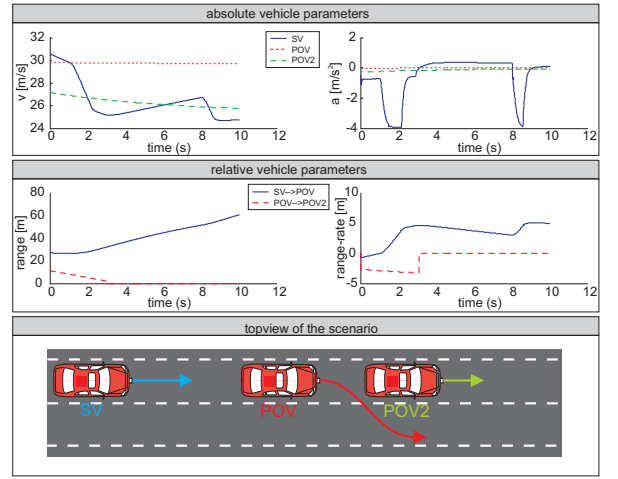 absolute vehicle parameters
32
30
28
26
24
v [m/s]
0 2 4 6 8 10 12
time (s)
SV
POV
POV2
2
0
-2
-4
a [m/s²]
0 2 4 6 8 10 12
time (s)
relative vehicle parameters
80
60
40
20
0
range [m]
0 2 4 6 8 10 12
time (s)
SV-->POV
POV-->POV2
10
5
0
-5
range-rate [m]
0 2 4 6 8 10 12
time (s)
topview of the scenario
SV POV POV2